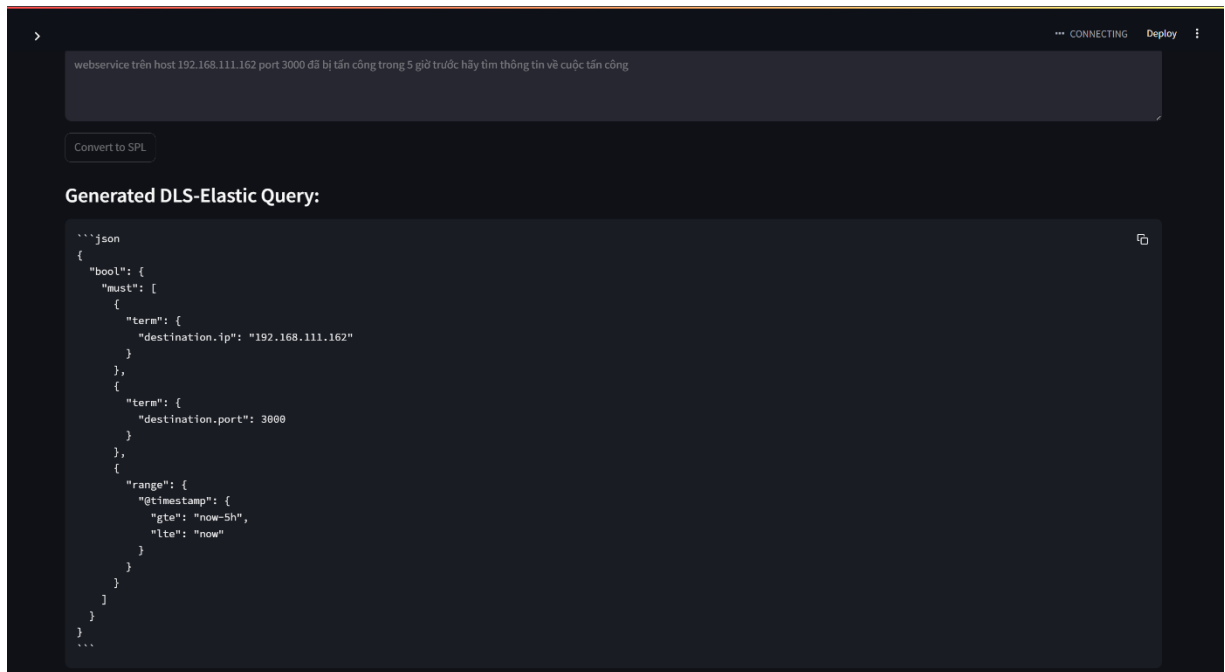 CONNECTING Deploy
webservice trên host 192.168.111.162 port 3000 đã bị tấn công trong 5 giờ trước hãy tìm thông tin về cuộc tấn công
Convert to SPL
Generated DLS-Elastic Query:
```json
{
  "bool": {
    "must": [
      {
        "term": {
          "destination.ip": "192.168.111.162"
        }
      },
      {
        "term": {
          "destination.port": 3000
        }
      },
      {
        "range": {
          "@timestamp": {
            "gte": "now-5h",
            "lte": "now"
          }
        }
      }
    ]
  }
}
```